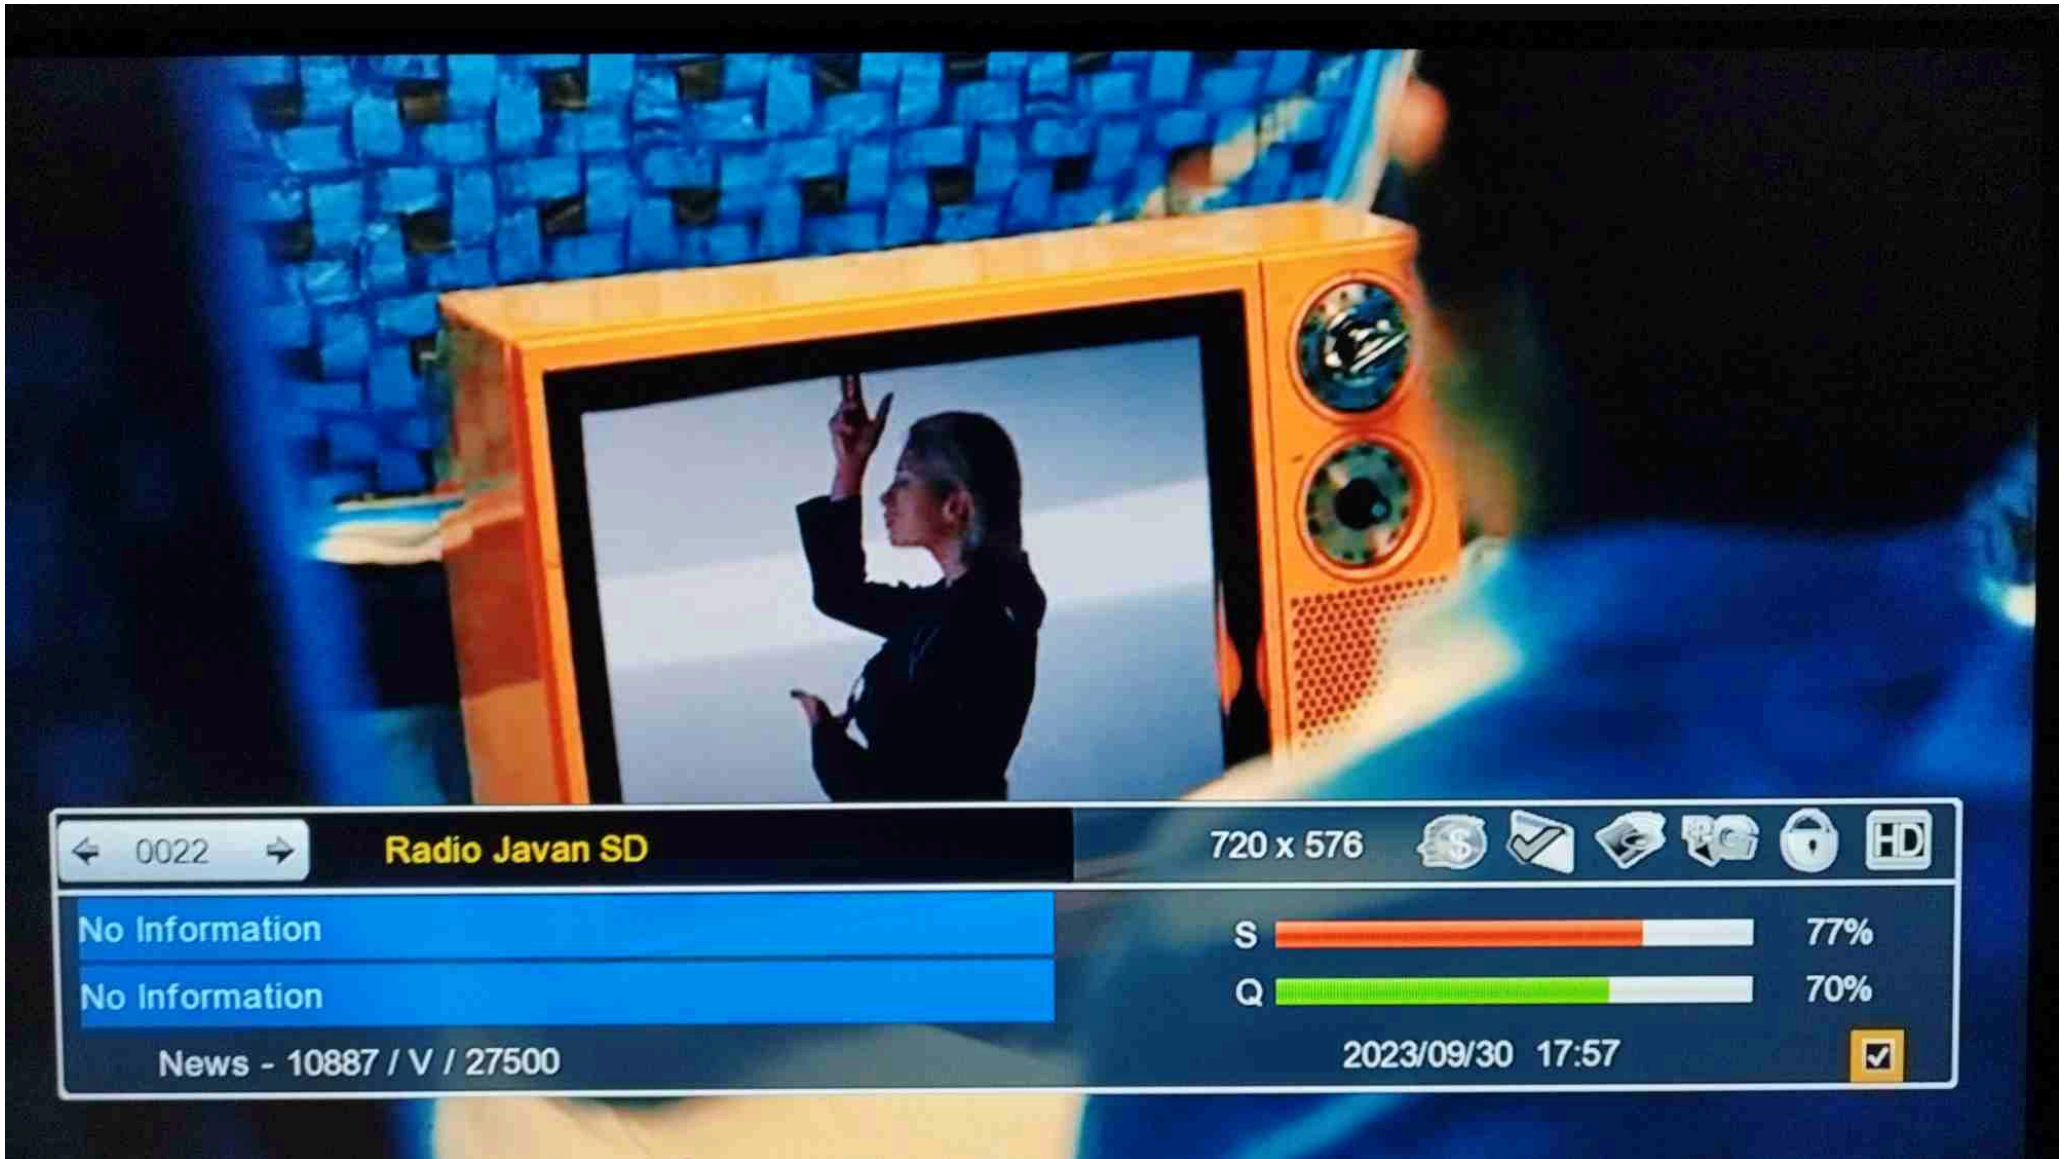 0022
Radio Javan SD
720 x 576
HD
No Information
S 77%
No Information
Q 70%
News - 10887 / V / 27500
2023/09/30 17:57